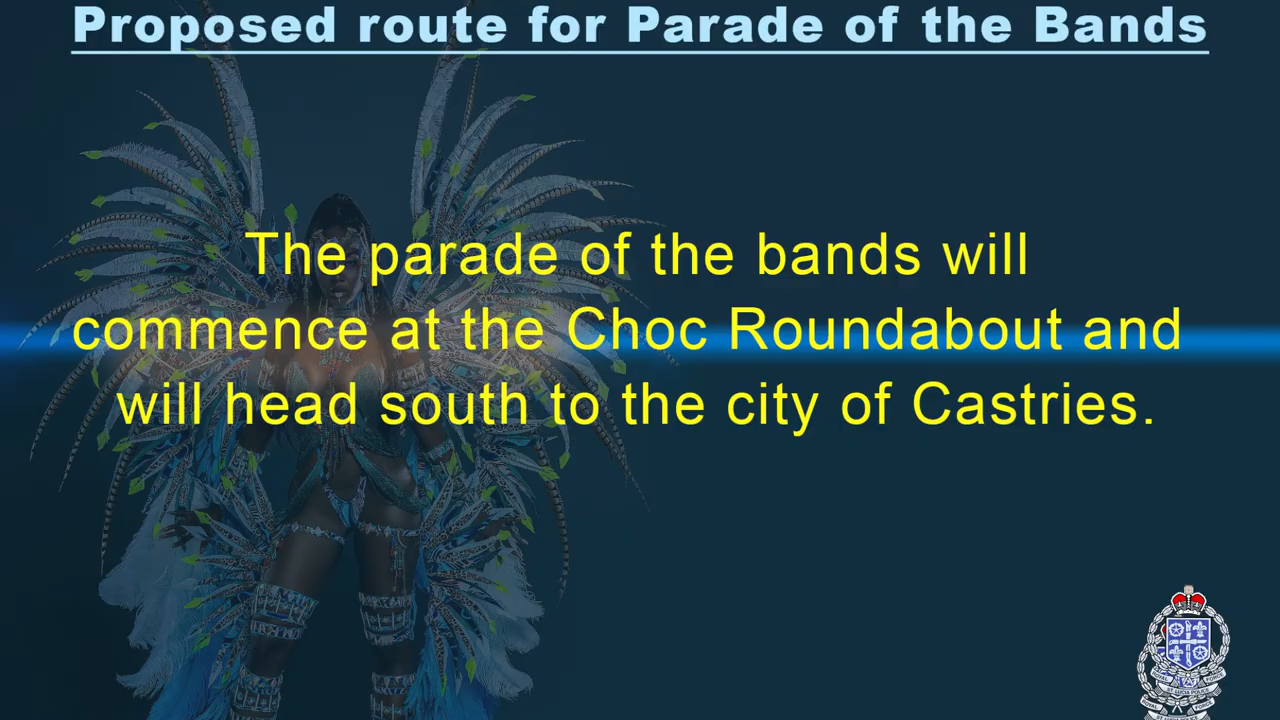 Proposed route for Parade of the Bands
The parade of the bands will
commence at the Choc Roundabout and
will head south to the city of Castries.